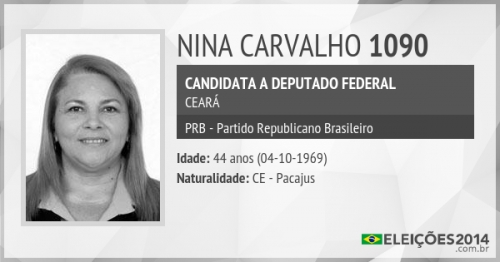 NINA CARVALHO 1090
CANDIDATA A DEPUTADO FEDERAL
CEARÁ
PRB - Partido Republicano Brasileiro
Idade: 44 anos (04-10-1969)
Naturalidade: CE - Pacajus
ELEIÇÕES2014
.com.br